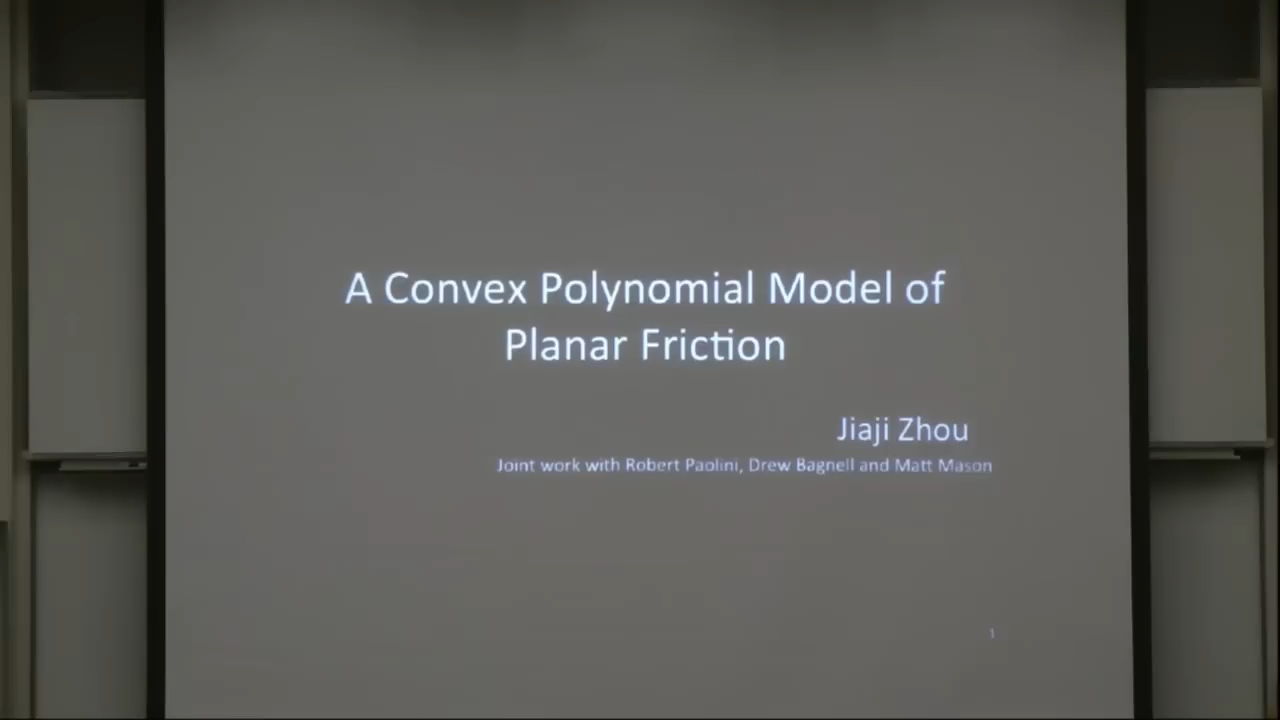 A Convex Polynomial Model of
Planar Friction
Jiaji Zhou
Joint work with Robert Paolini, Drew Bagnell and Matt Mason
1